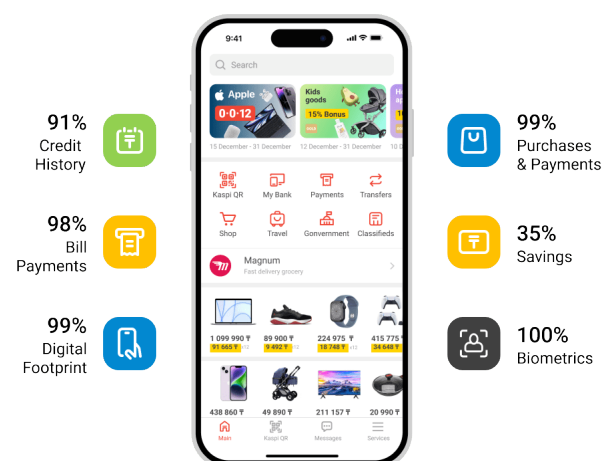 9:41
Search
Apple
0·0·12
Kids
goods
15% Bonus
15 December - 31 December
12 December - 31 December
91%
Credit
History
99%
Purchases
& Payments
Kaspi QR
My Bank
Payments
Transfers
Shop
Travel
Gonvernment
Classifieds
98%
Bill
Payments
35%
Savings
Magnum
Fast delivery grocery
1 099 990 ₸
89 900 ₸
224 975 ₸
415 775
91 665 ₸ x12
9 492 ₸ x12
18 748 ₸ x12
34 648 ₸
99%
Digital
Footprint
100%
Biometrics
438 860 ₸
49 890 ₸
211 157 ₸
20 990 ₸
Main
Kaspi QR
Messages
Services